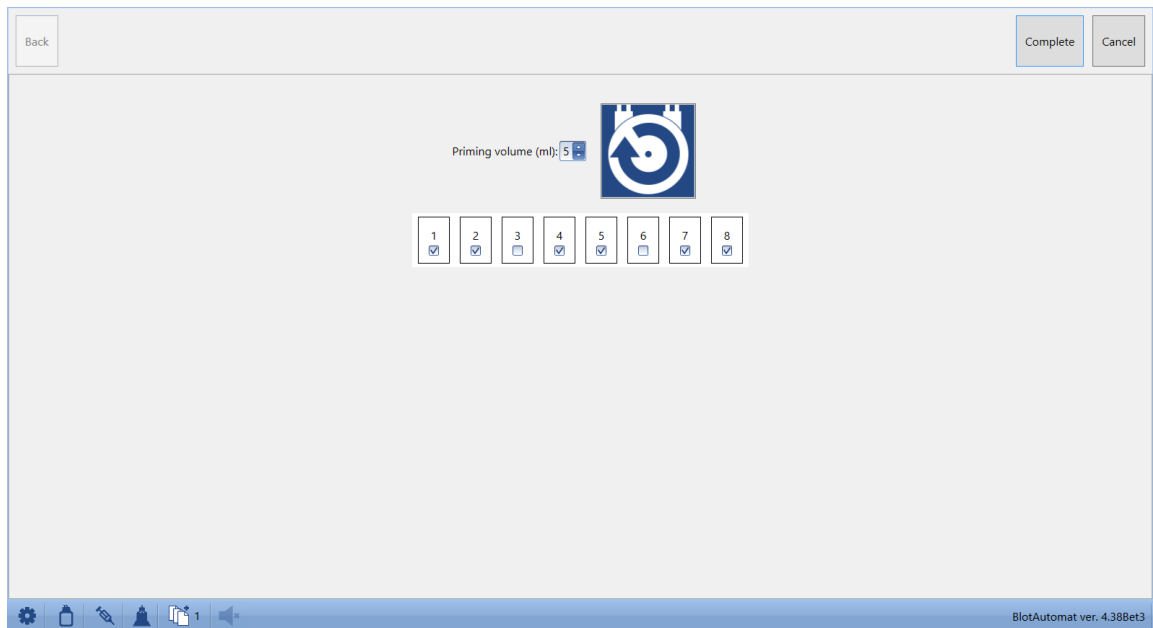 Back
Complete
Cancel
Priming volume (ml): 5
1 2 3 4 5 6 7 8
1
BlotAutomat ver. 4.38Bet3